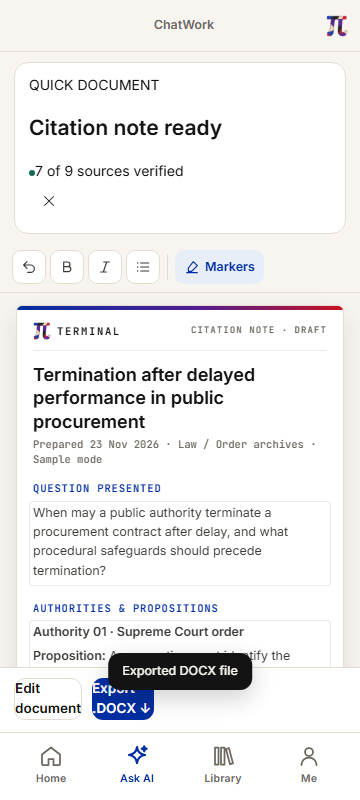 ChatWork
QUICK DOCUMENT
Citation note ready
7 of 9 sources verified
B
I
Markers
TERMINAL
CITATION NOTE · DRAFT
Termination after delayed
performance in public
procurement
Prepared 23 Nov 2026 · Law / Order archives ·
Sample mode
QUESTION PRESENTED
When may a public authority terminate a
procurement contract after delay, and what
procedural safeguards should precede
termination?
AUTHORITIES & PROPOSITIONS
Authority 01 · Supreme Court order
Proposition: the
Exported DOCX file
Edit
document
Export
.DOCX ↓
Home
Ask AI
Library
Me